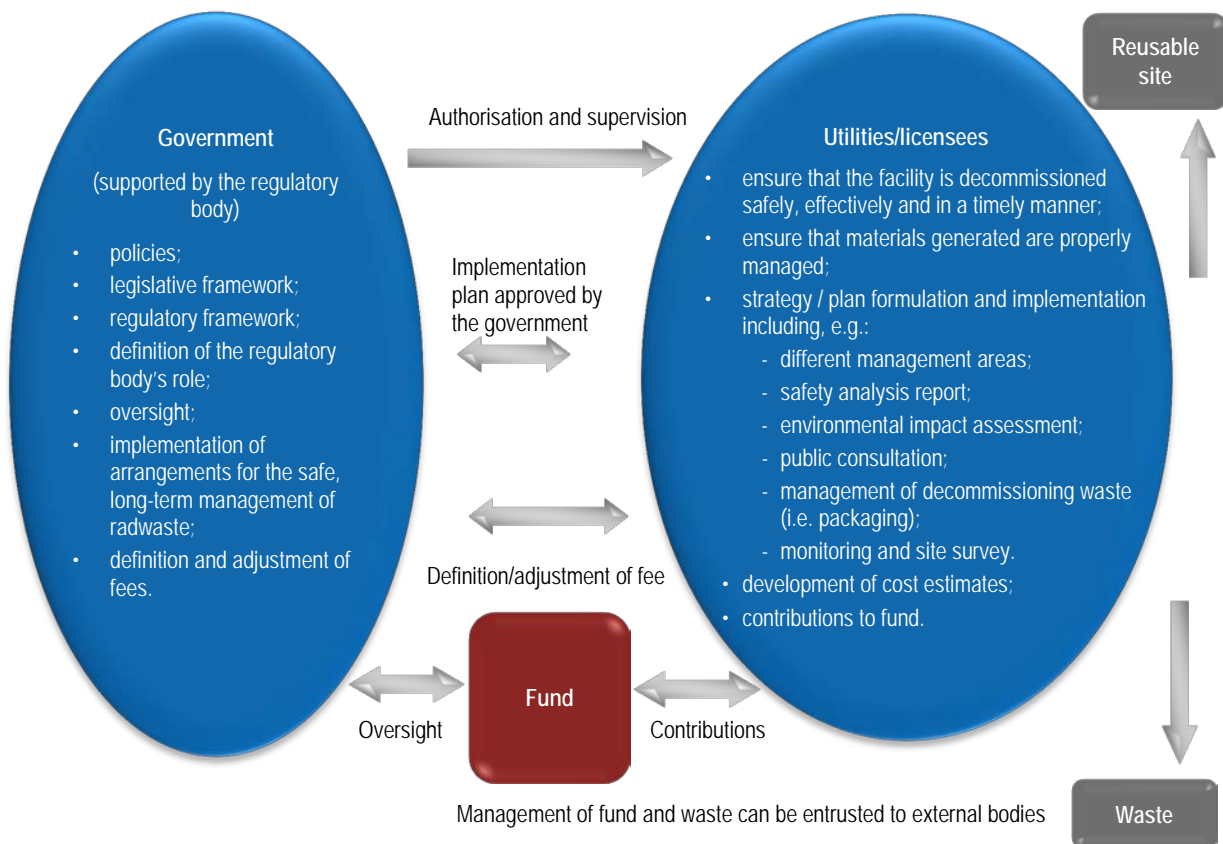 Government
(supported by the regulatory
body)
• policies;
• legislative framework;
• regulatory framework;
• definition of the regulatory
body's role;
• oversight;
• implementation of
arrangements for the safe,
long-term management of
radwaste;
• definition and adjustment of
fees.
Authorisation and supervision
Implementation
plan approved by
the government
Definition/adjustment of fee
Fund
Oversight
Contributions
Utilities/licensees
• ensure that the facility is decommissioned
safely, effectively and in a timely manner;
• ensure that materials generated are properly
managed;
• strategy / plan formulation and implementation
including, e.g.:
- different management areas;
- safety analysis report;
- environmental impact assessment;
- public consultation;
- management of decommissioning waste
(i.e. packaging);
- monitoring and site survey.
• development of cost estimates;
• contributions to fund.
Reusable
site
Waste
Management of fund and waste can be entrusted to external bodies